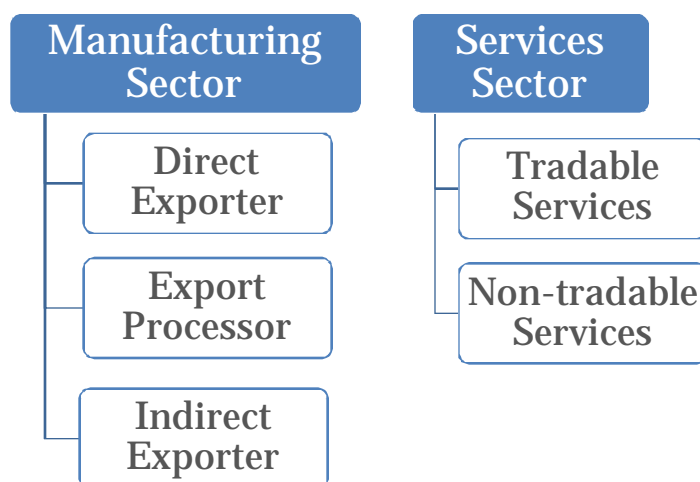 Manufacturing
Sector
Direct
Exporter
Export
Processor
Indirect
Exporter
Services
Sector
Tradable
Services
Non-tradable
Services